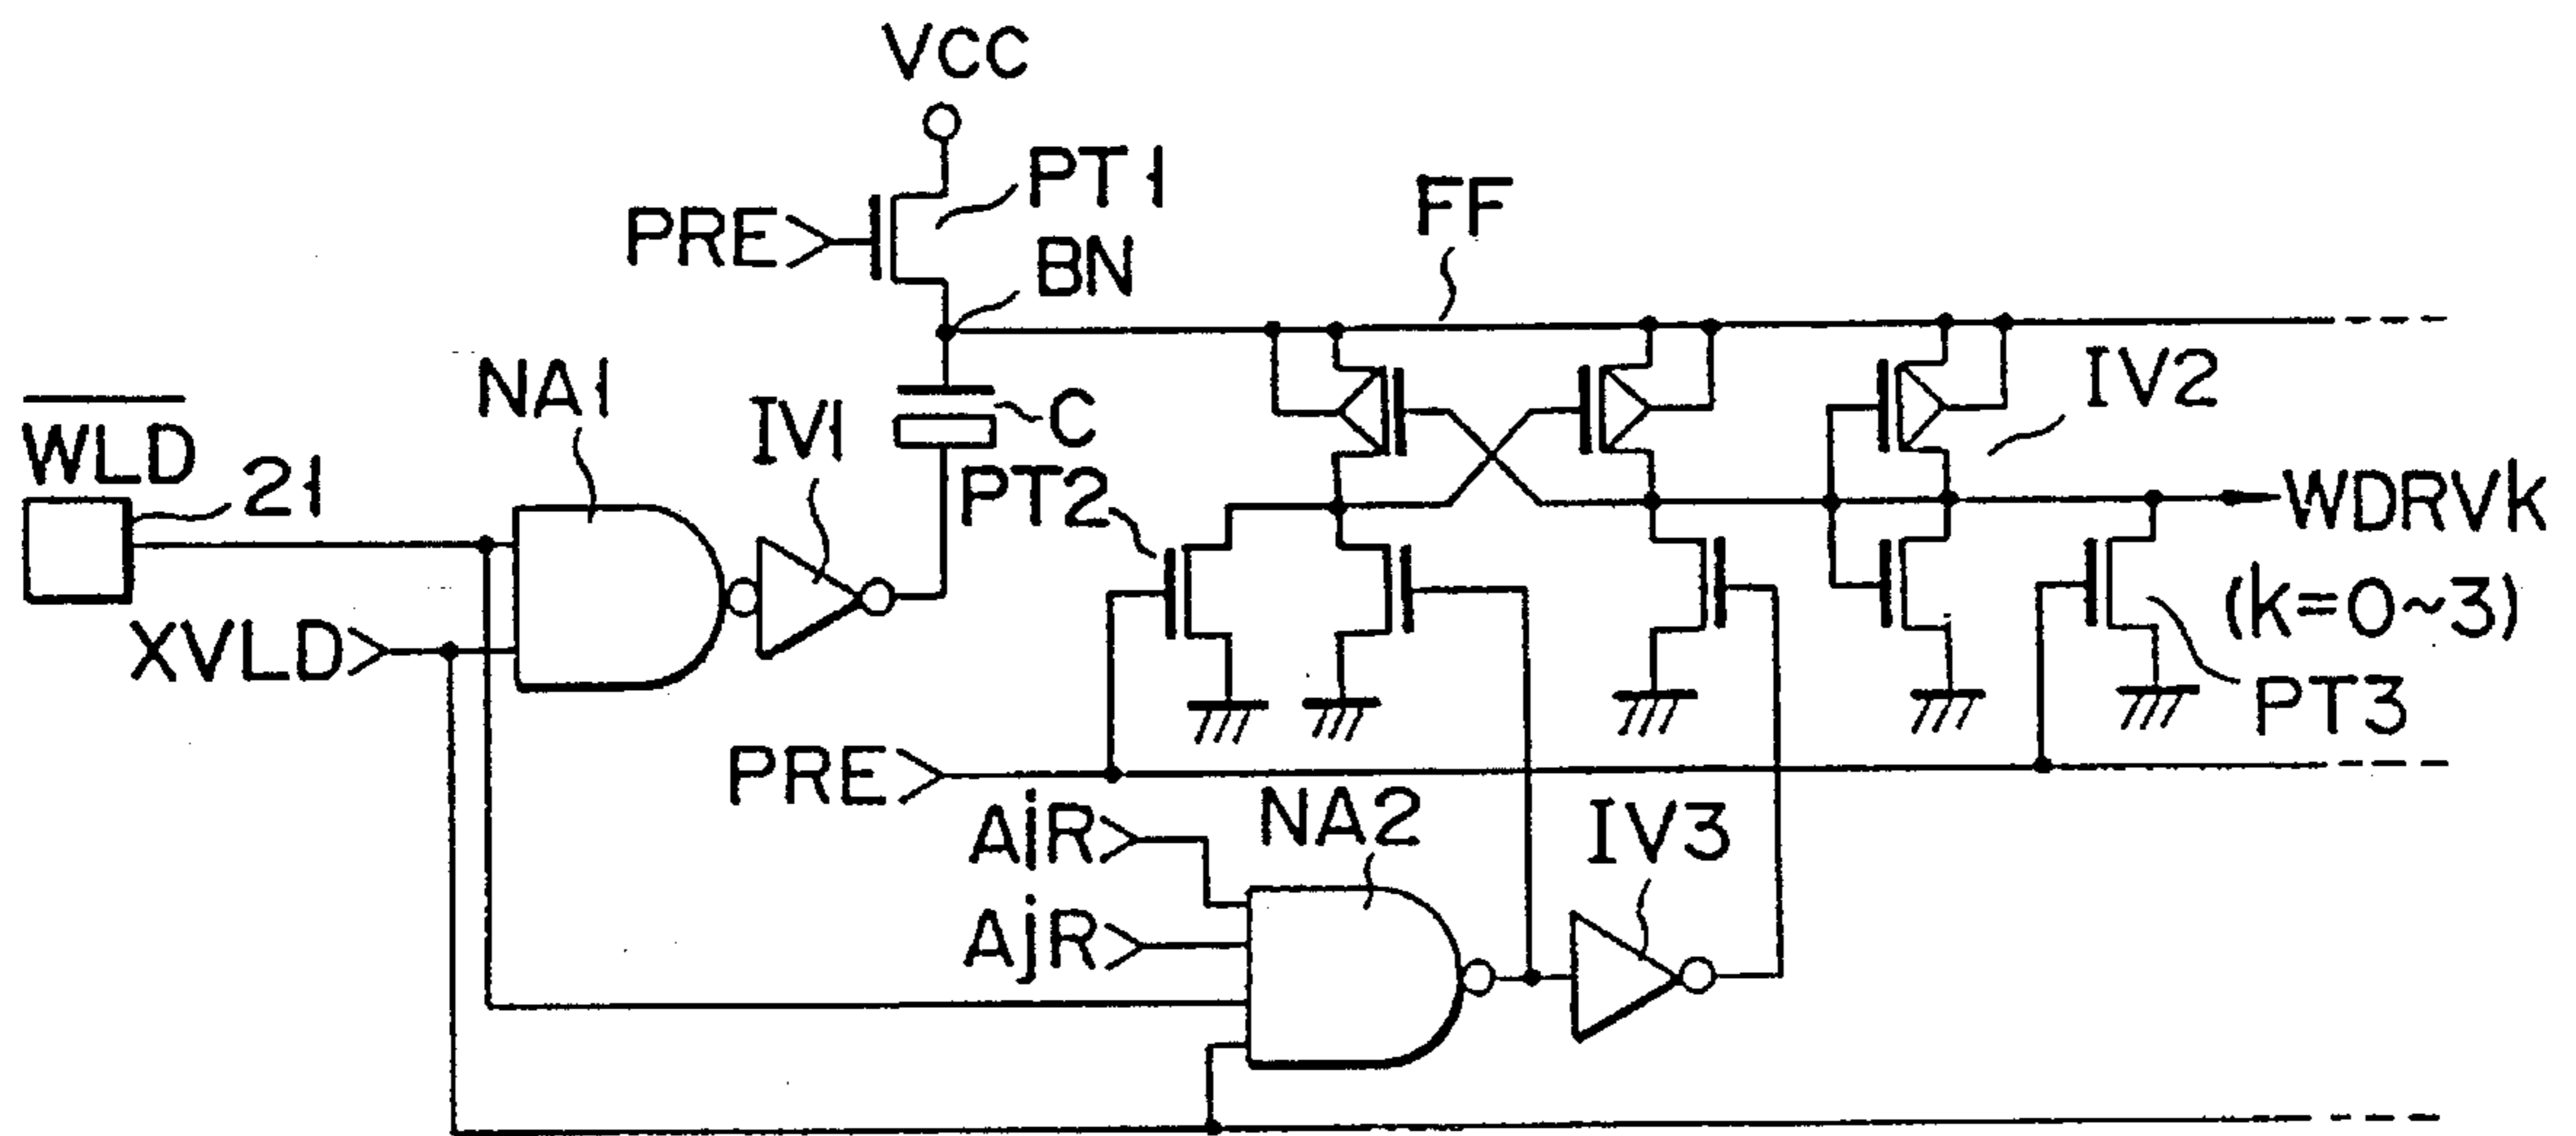 VCC
PT1
PRE
BN
FF
NA1
IV1
C
IV2
W̅L̅D̅
21
PT2
WDRVk
(k=0~3)
XVLD
PT3
PRE
AiR
NA2
IV3
AjR